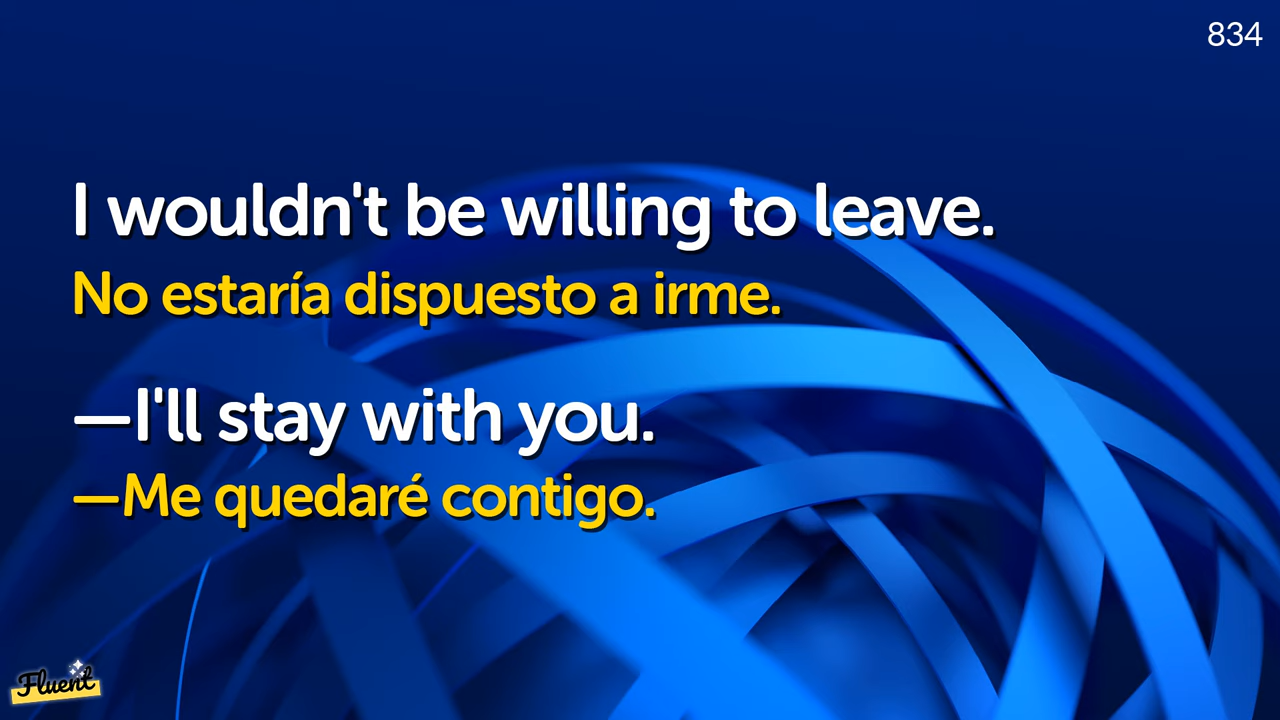 834
I wouldn't be willing to leave.
No estaría dispuesto a irme.
—I'll stay with you.
—Me quedaré contigo.
Fluent